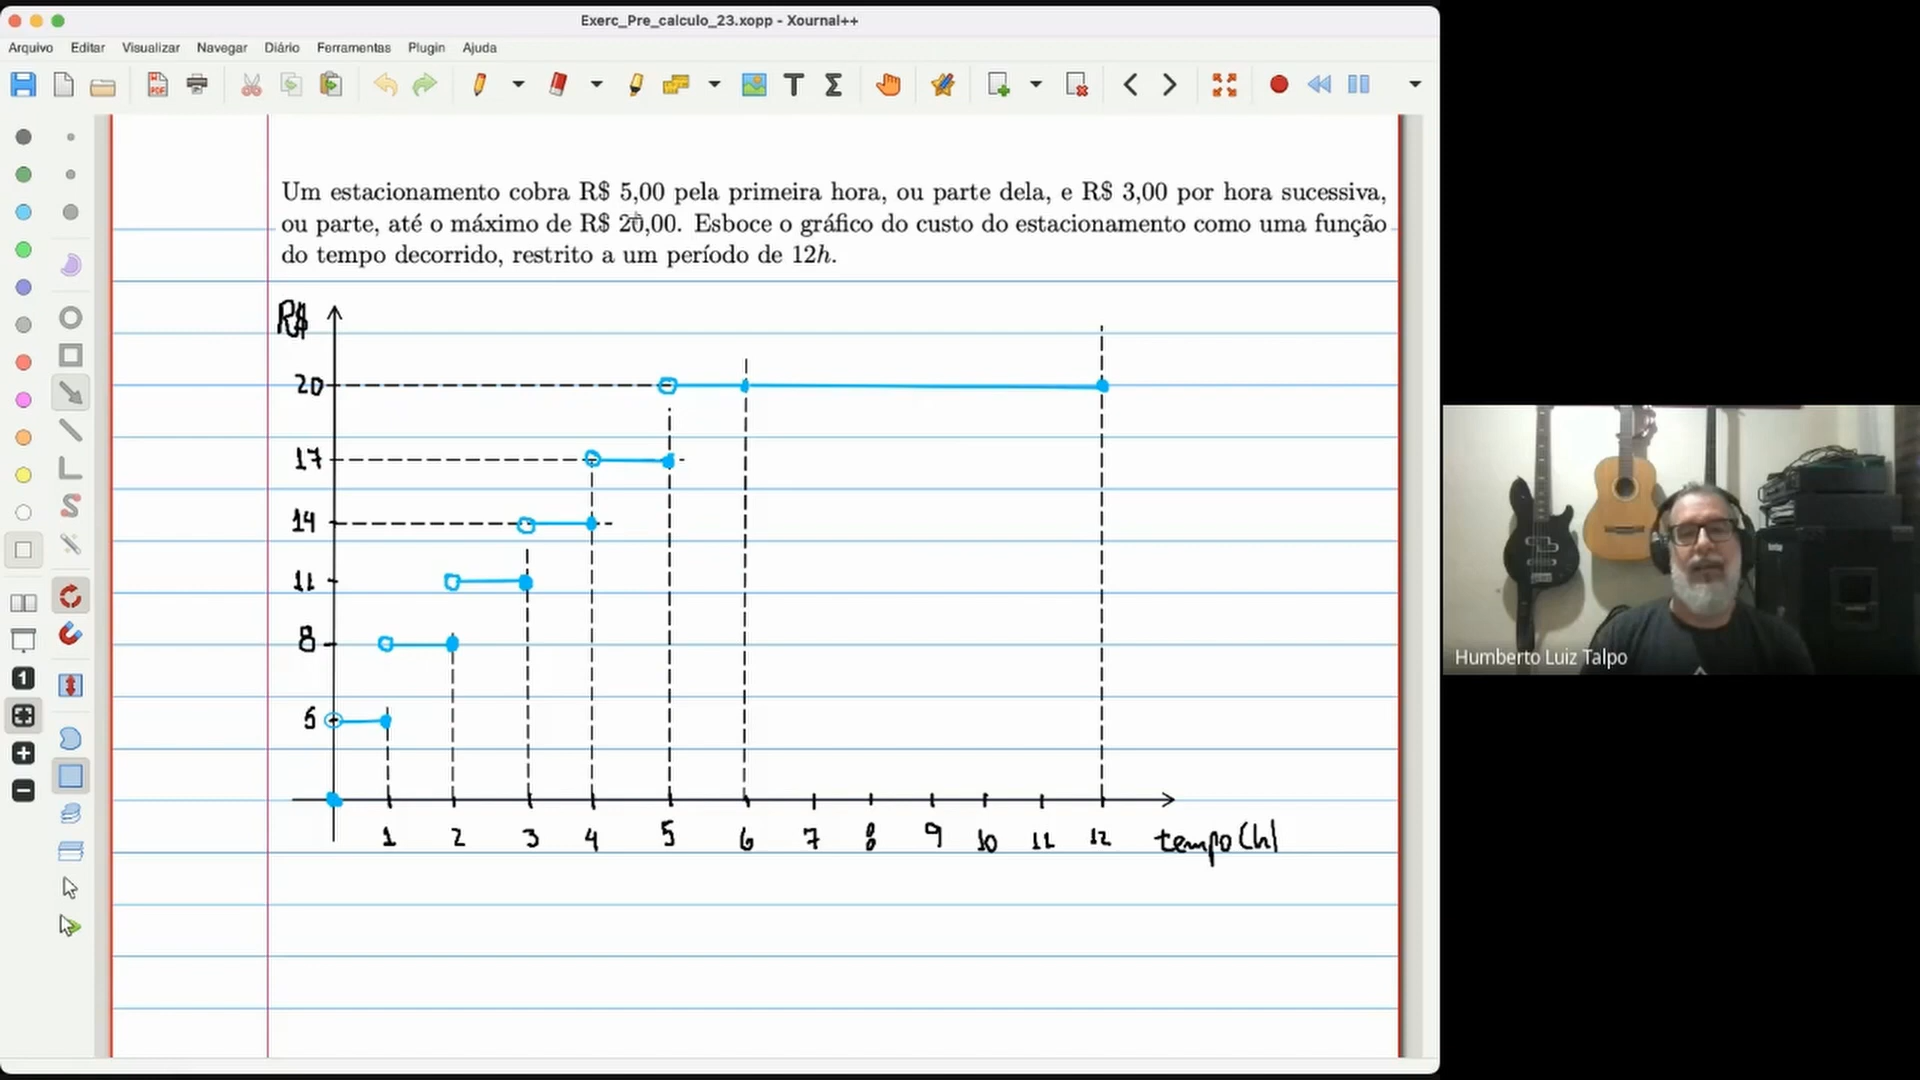 Exerc_Pre_calculo_23.xopp - Xournal++
Arquivo Editar Visualizar Navegar Diário Ferramentas Plugin Ajuda
Um estacionamento cobra R$ 5,00 pela primeira hora, ou parte dela, e R$ 3,00 por hora sucessiva,
ou parte, até o máximo de R$ 20,00. Esboce o gráfico do custo do estacionamento como uma função
do tempo decorrido, restrito a um período de 12h.
R$
20
17
14
11
8
5
1 2 3 4 5 6 7 8 9 10 11 12 tempo (h)
Humberto Luiz Talpo